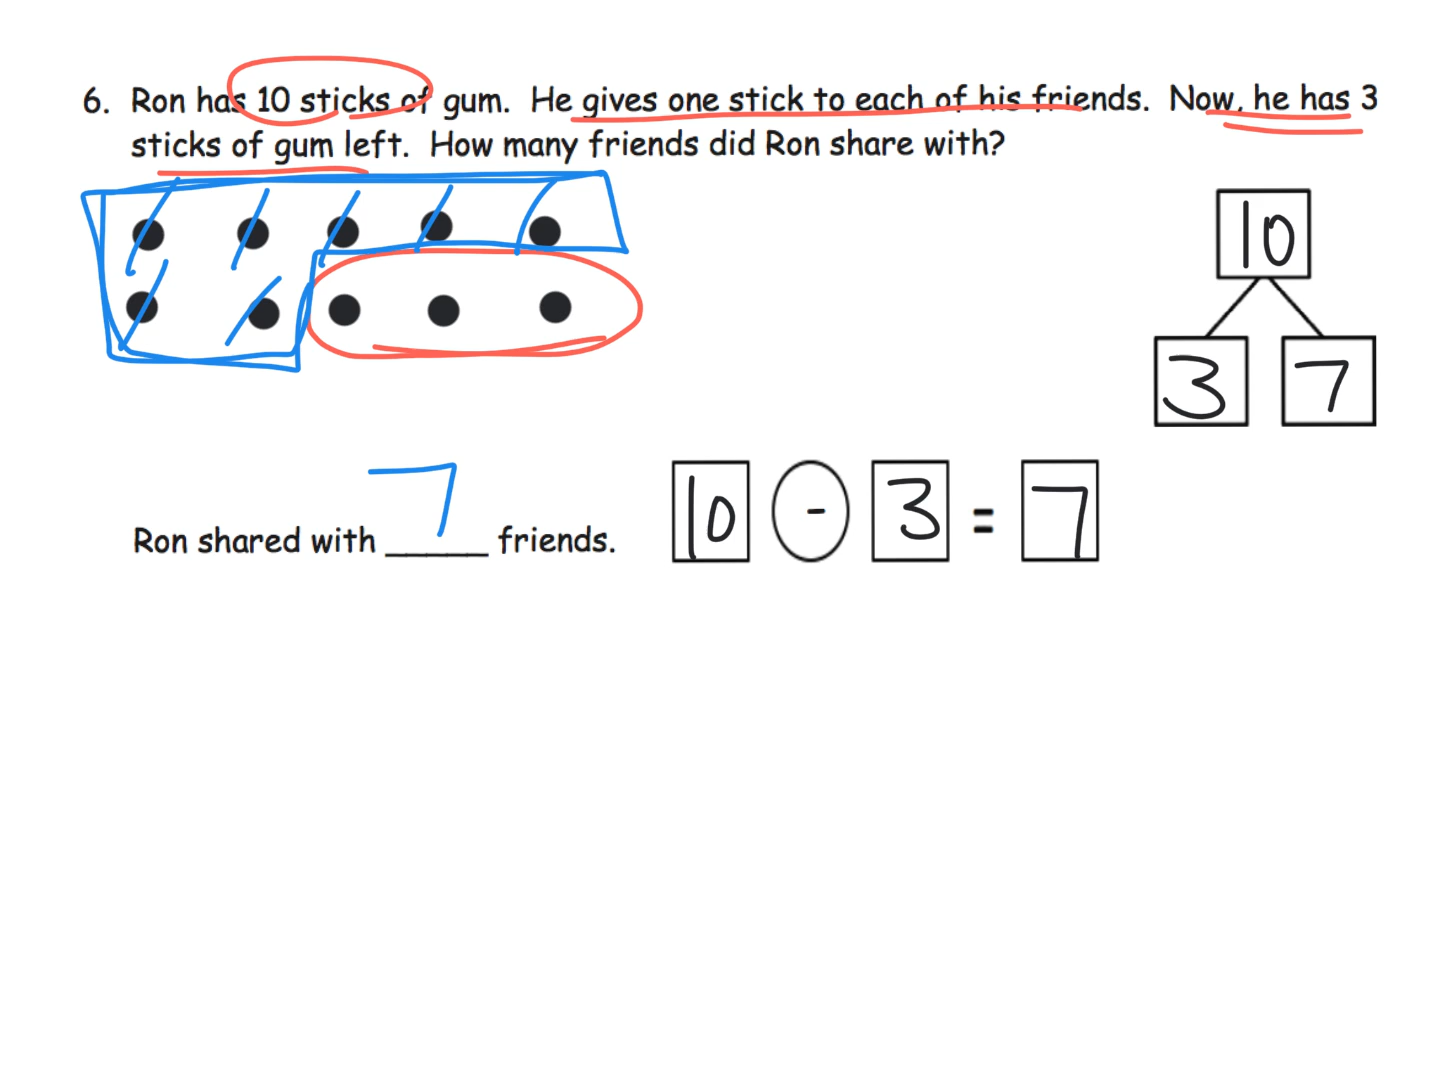 6. Ron has 10 sticks of gum. He gives one stick to each of his friends. Now, he has 3
sticks of gum left. How many friends did Ron share with?
10
3 7
Ron shared with 7 friends. 10 - 3 = 7